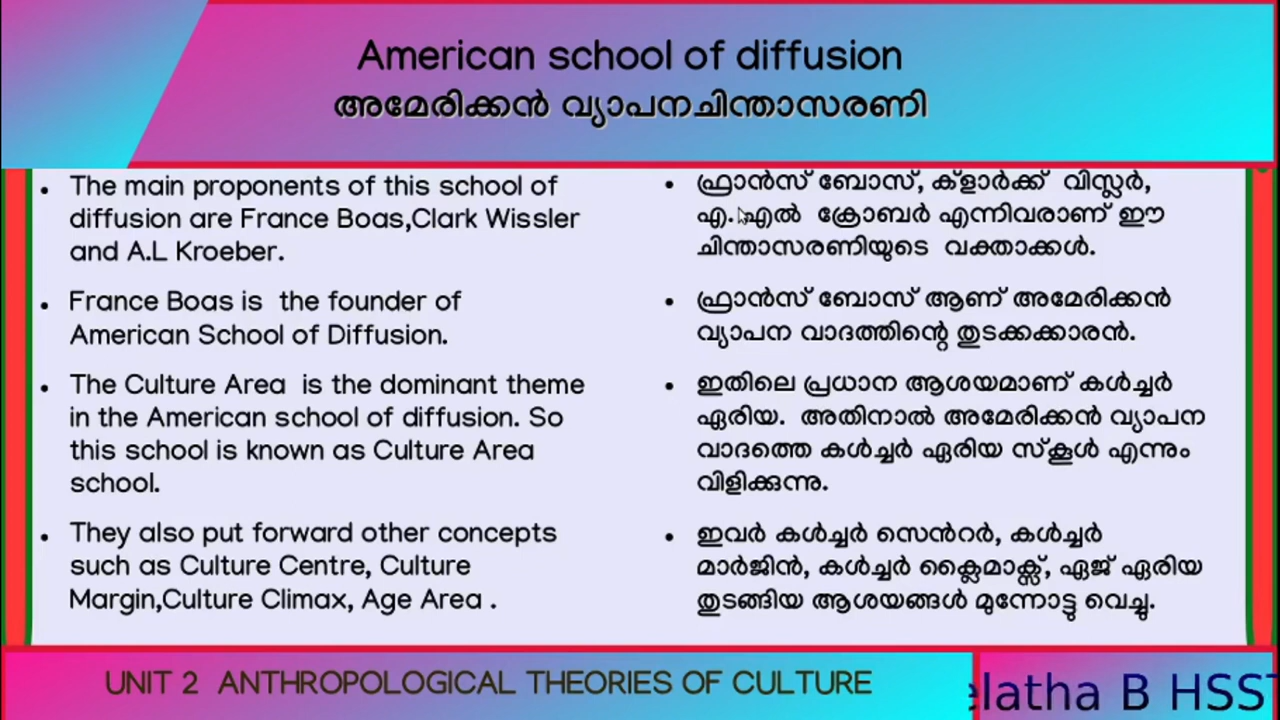 American school of diffusion
അമേരിക്കൻ വ്യാപനചിന്താസരണി
• The main proponents of this school of
diffusion are France Boas,Clark Wissler
and A.L Kroeber.
• France Boas is the founder of
American School of Diffusion.
• The Culture Area is the dominant theme
in the American school of diffusion. So
this school is known as Culture Area
school.
• They also put forward other concepts
such as Culture Centre, Culture
Margin,Culture Climax, Age Area .
• ഫ്രാൻസ് ബോസ്, ക്ളാർക്ക് വിസ്ലർ,
എ.എൽ ക്രോബർ എന്നിവരാണ് ഈ
ചിന്താസരണിയുടെ വക്താക്കൾ.
• ഫ്രാൻസ് ബോസ് ആണ് അമേരിക്കൻ
വ്യാപന വാദത്തിന്റെ തുടക്കക്കാരൻ.
• ഇതിലെ പ്രധാന ആശയമാണ് കൾച്ചർ
ഏരിയ. അതിനാൽ അമേരിക്കൻ വ്യാപന
വാദത്തെ കൾച്ചർ ഏരിയ സ്കൂൾ എന്നും
വിളിക്കുന്നു.
• ഇവർ കൾച്ചർ സെൻറർ, കൾച്ചർ
മാർജിൻ, കൾച്ചർ ക്ലൈമാക്സ്, ഏജ് ഏരിയ
തുടങ്ങിയ ആശയങ്ങൾ മുന്നോട്ടു വെച്ചു.
UNIT 2 ANTHROPOLOGICAL THEORIES OF CULTURE
elatha B HSST